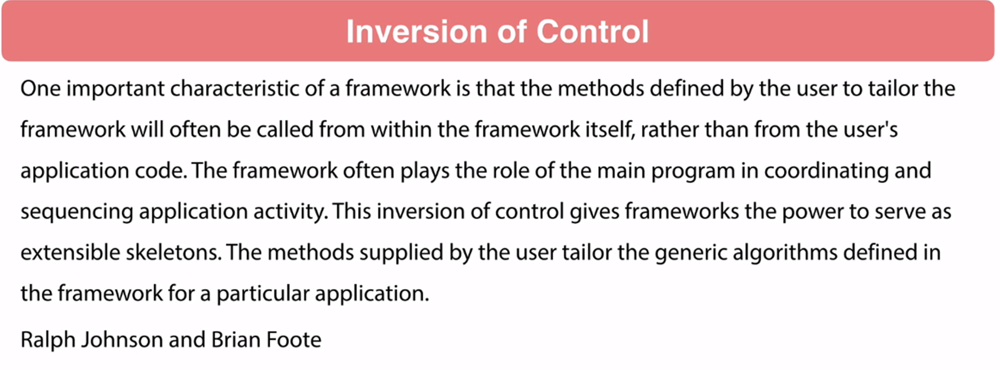 Inversion of Control
One important characteristic of a framework is that the methods defined by the user to tailor the
framework will often be called from within the framework itself, rather than from the user's
application code. The framework often plays the role of the main program in coordinating and
sequencing application activity. This inversion of control gives frameworks the power to serve as
extensible skeletons. The methods supplied by the user tailor the generic algorithms defined in
the framework for a particular application.
Ralph Johnson and Brian Foote